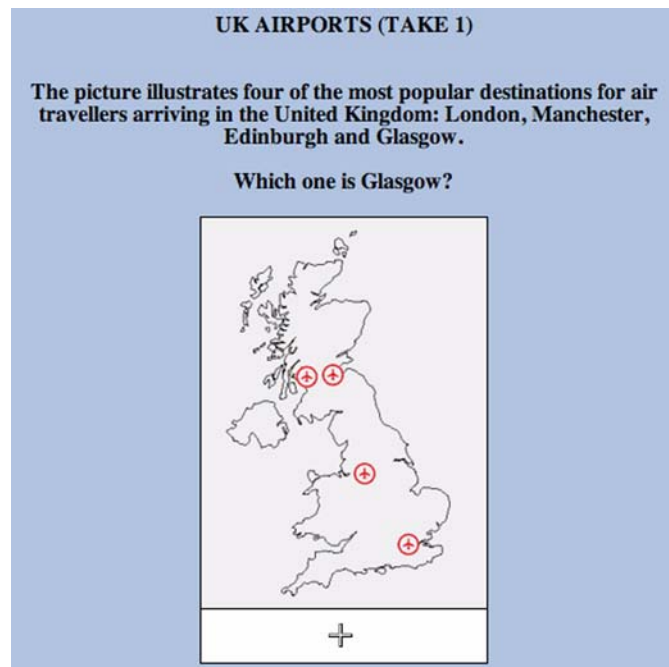 UK AIRPORTS (TAKE 1)
The picture illustrates four of the most popular destinations for air
travellers arriving in the United Kingdom: London, Manchester,
Edinburgh and Glasgow.
Which one is Glasgow?